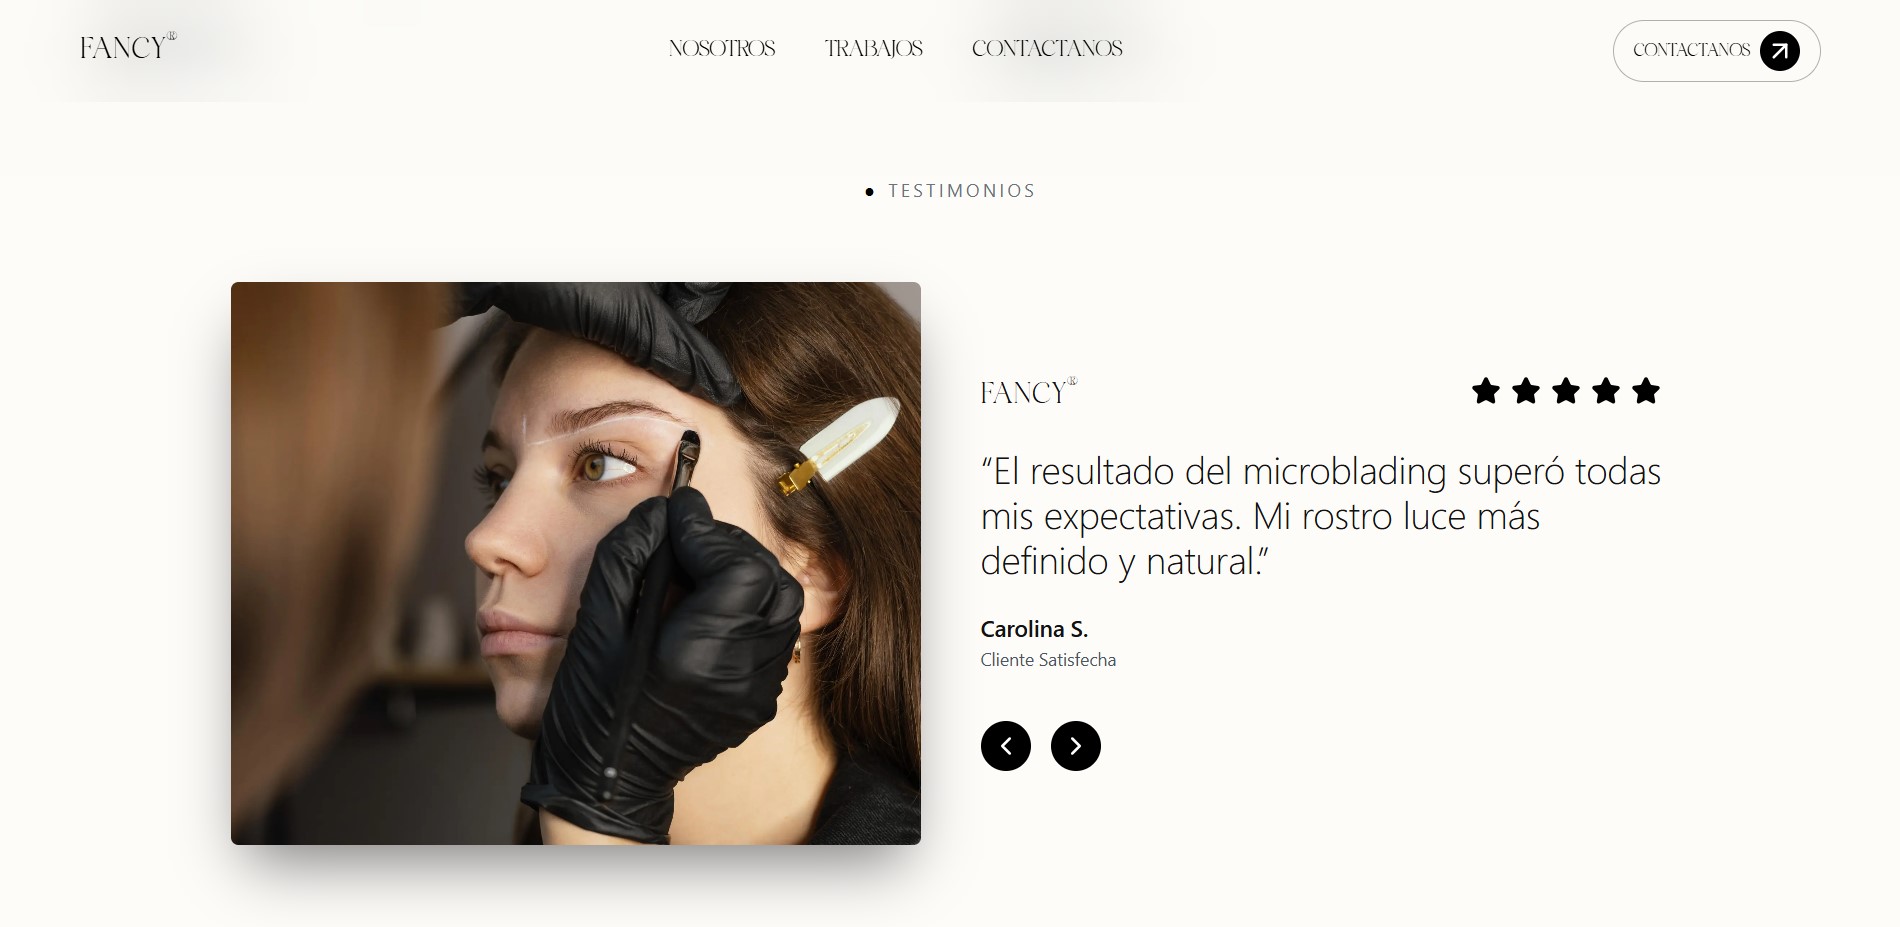 FANCY®
NOSOTROS
TRABAJOS
CONTACTANOS
CONTACTANOS
TESTIMONIOS
FANCY®
“El resultado del microblading superó todas
mis expectativas. Mi rostro luce más
definido y natural.”
Carolina S.
Cliente Satisfecha